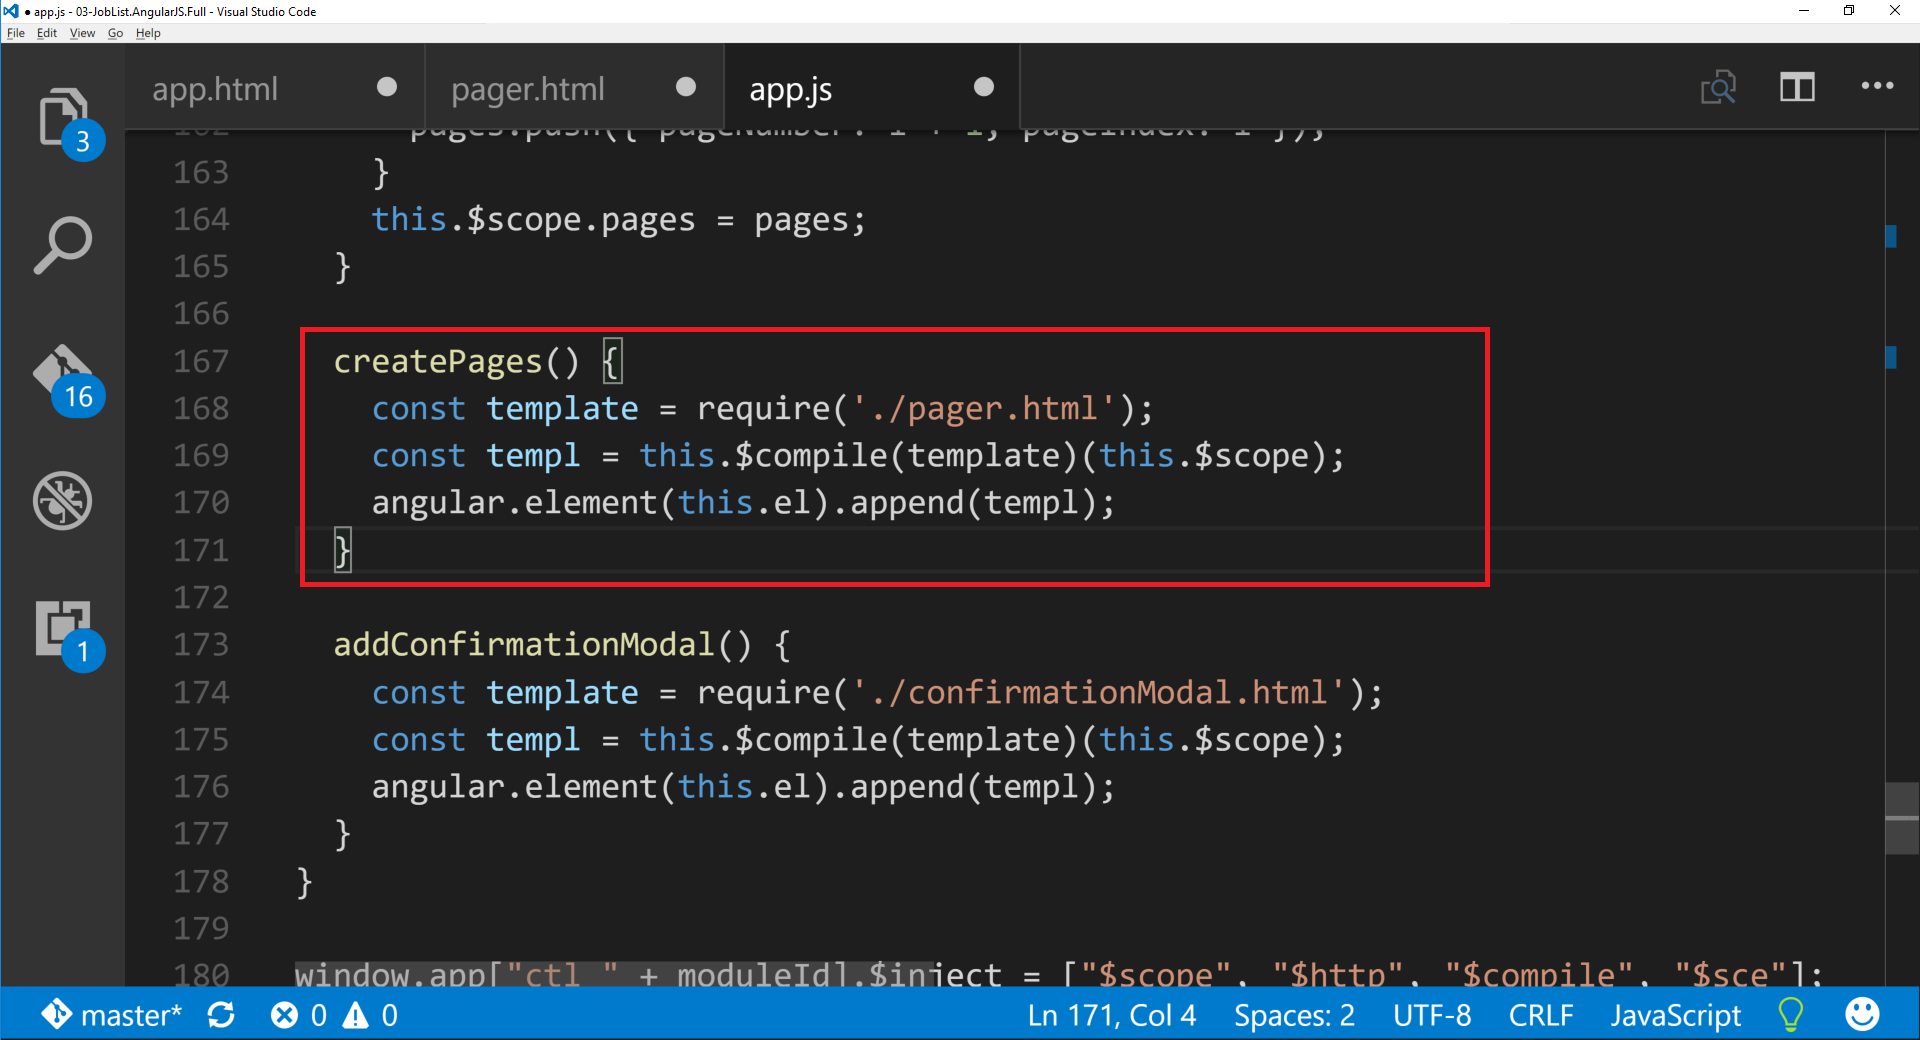 ● app.js - 03-JobList.AngularJS.Full - Visual Studio Code
File Edit View Go Help
app.html ● pager.html ● app.js ●
162 pages.push({ pageNumber: i + 1, pageIndex: i });
163 }
164 this.$scope.pages = pages;
165 }
166
167 createPages() {
168 const template = require('./pager.html');
169 const templ = this.$compile(template)(this.$scope);
170 angular.element(this.el).append(templ);
171 }
172
173 addConfirmationModal() {
174 const template = require('./confirmationModal.html');
175 const templ = this.$compile(template)(this.$scope);
176 angular.element(this.el).append(templ);
177 }
178 }
179
180 window.app["ctl_" + moduleId].$inject = ["$scope", "$http", "$compile", "$sce"];
3
16
1
master* 0 0 Ln 171, Col 4 Spaces: 2 UTF-8 CRLF JavaScript